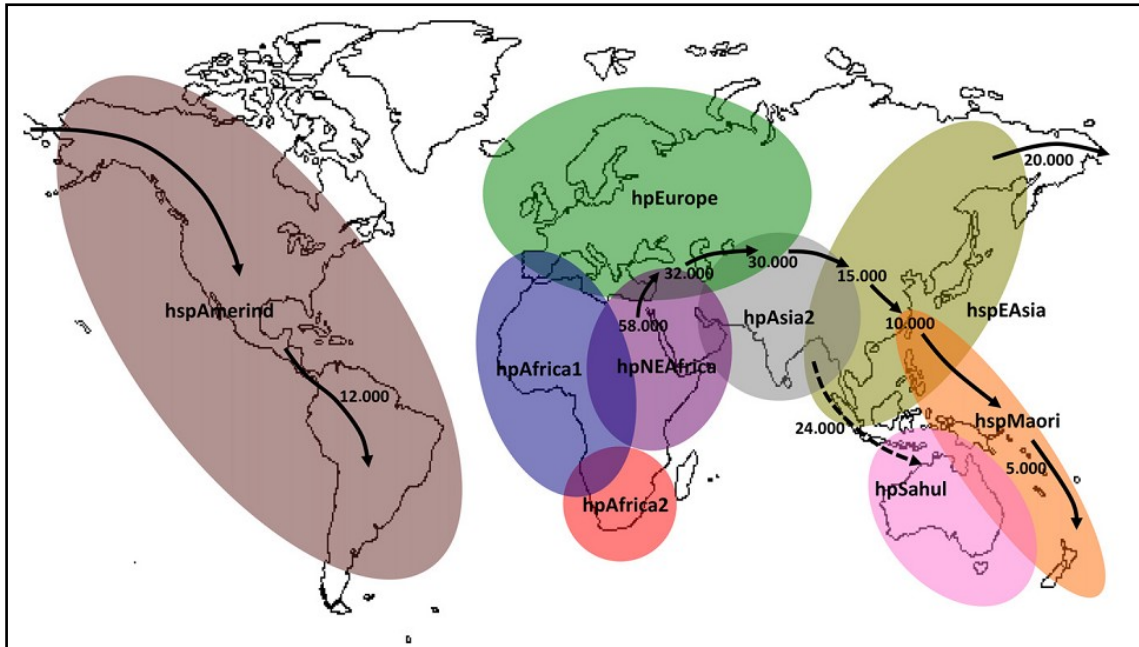 20.000
hpEurope
32.000
30.000
15.000
hspAmerind
58.000
hpAsia2
10.000
hspEAsia
hpAfrica1
hpNEAfrica
12.000
24.000
hspMaori
5.000
hpSahul
hpAfrica2